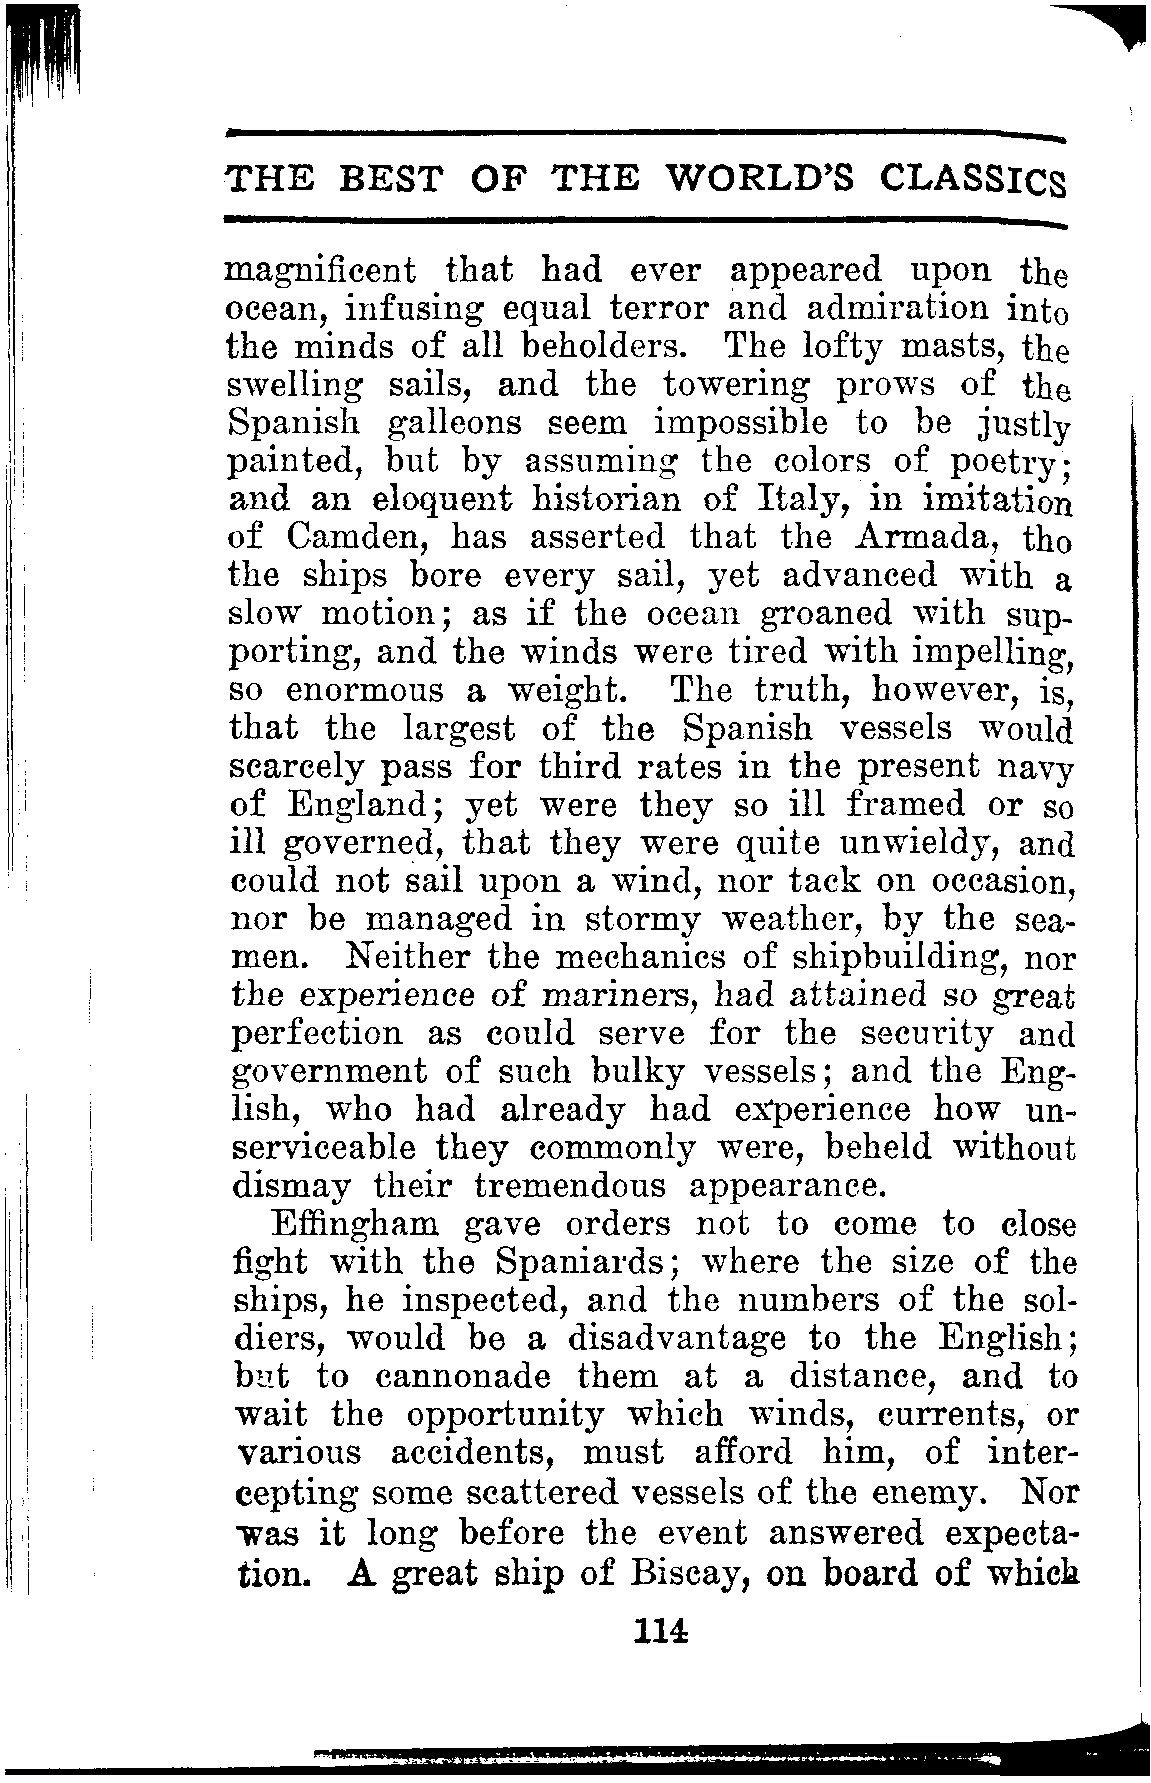 THE BEST OF THE WORLD'S CLASSICS
magnificent that had ever appeared upon the
ocean, infusing equal terror and admiration into
the minds of all beholders. The lofty masts, the
swelling sails, and the towering prows of the
Spanish galleons seem impossible to be justly
painted, but by assuming the colors of poetry;
and an eloquent historian of Italy, in imitation
of Camden, has asserted that the Armada, tho
the ships bore every sail, yet advanced with a
slow motion; as if the ocean groaned with sup-
porting, and the winds were tired with impelling,
so enormous a weight. The truth, however, is,
that the largest of the Spanish vessels would
scarcely pass for third rates in the present navy
of England; yet were they so ill framed or so
ill governed, that they were quite unwieldy, and
could not sail upon a wind, nor tack on occasion,
nor be managed in stormy weather, by the sea-
men. Neither the mechanics of shipbuilding, nor
the experience of mariners, had attained so great
perfection as could serve for the security and
government of such bulky vessels; and the Eng-
lish, who had already had experience how un-
serviceable they commonly were, beheld without
dismay their tremendous appearance.
Effingham gave orders not to come to close
fight with the Spaniards; where the size of the
ships, he inspected, and the numbers of the sol-
diers, would be a disadvantage to the English;
but to cannonade them at a distance, and to
wait the opportunity which winds, currents, or
various accidents, must afford him, of inter-
cepting some scattered vessels of the enemy. Nor
was it long before the event answered expecta-
tion. A great ship of Biscay, on board of which
114